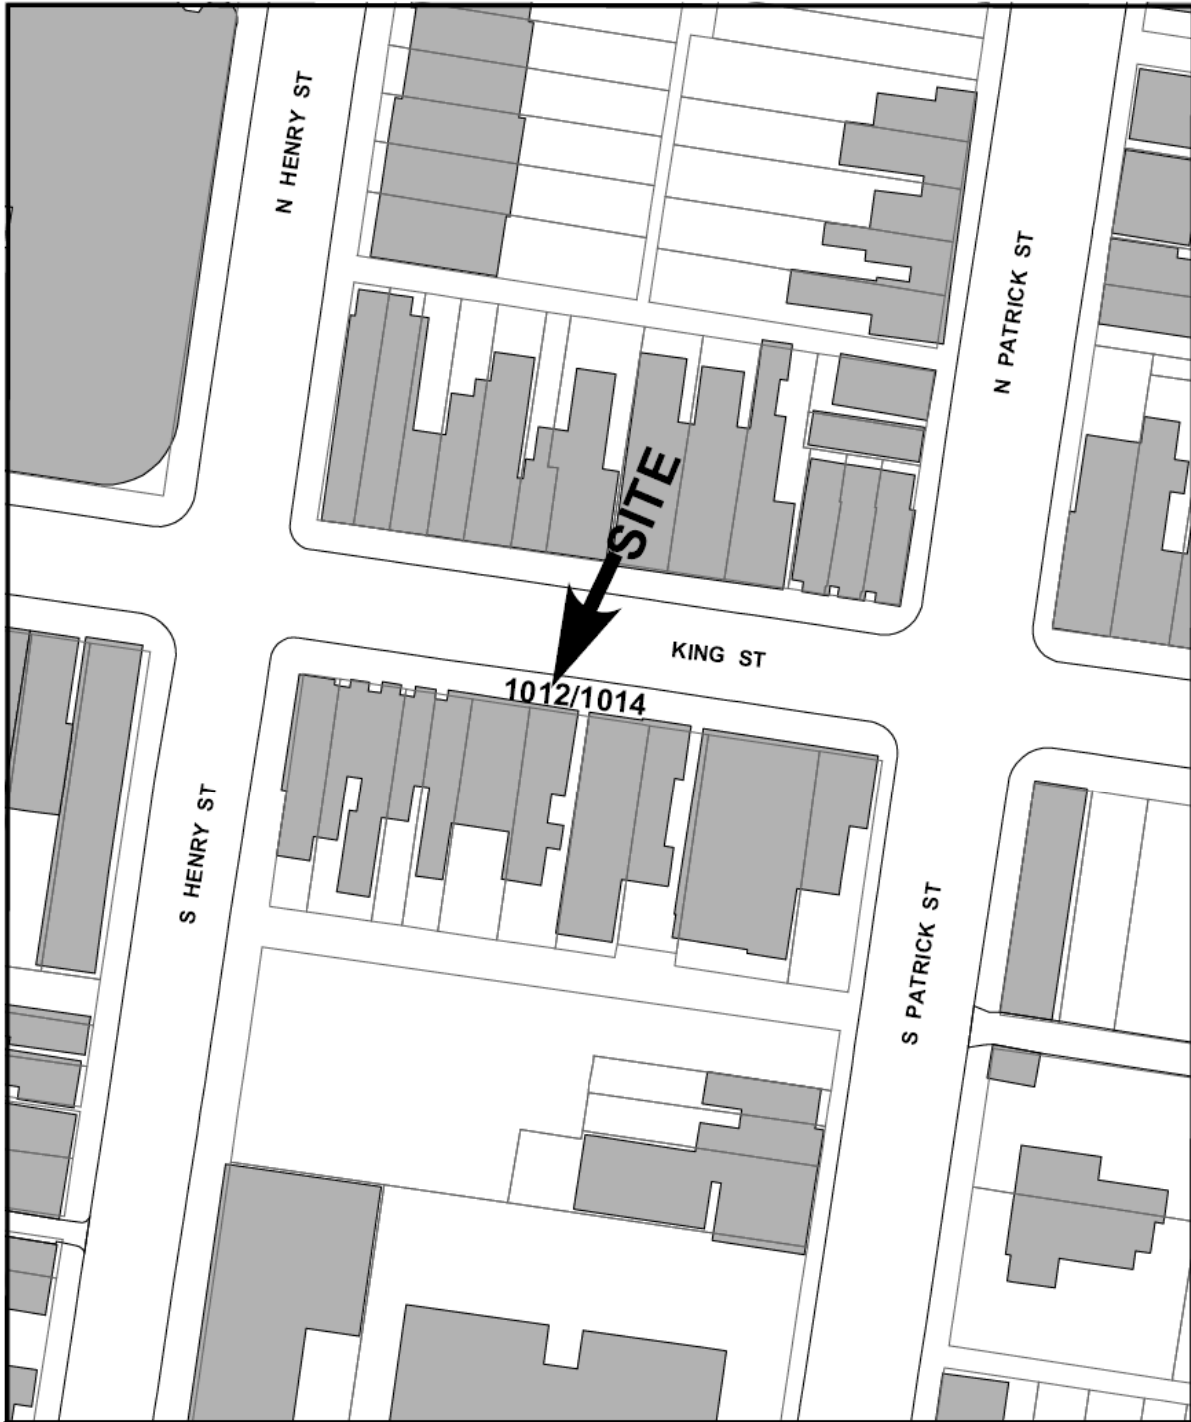 N HENRY ST
N PATRICK ST
SITE
KING ST
1012/1014
S HENRY ST
S PATRICK ST